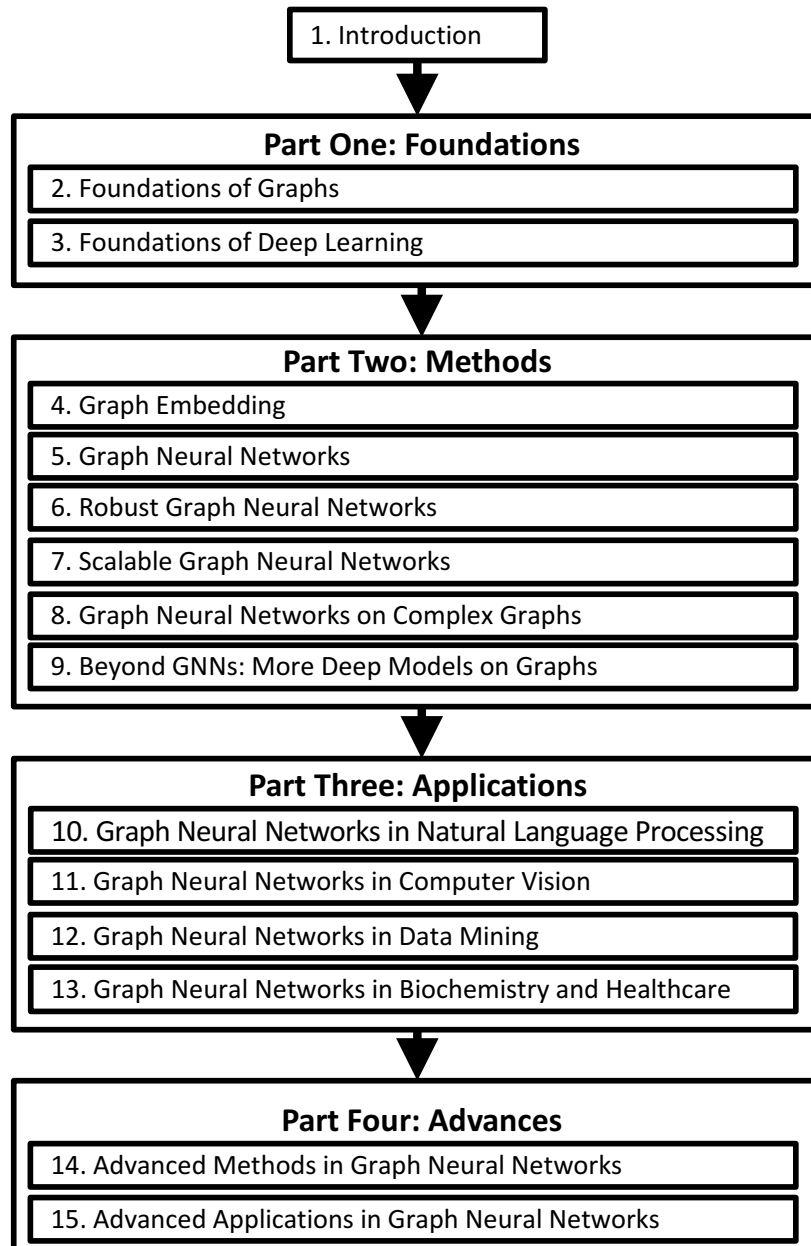 1. Introduction
Part One: Foundations
2. Foundations of Graphs
3. Foundations of Deep Learning
Part Two: Methods
4. Graph Embedding
5. Graph Neural Networks
6. Robust Graph Neural Networks
7. Scalable Graph Neural Networks
8. Graph Neural Networks on Complex Graphs
9. Beyond GNNs: More Deep Models on Graphs
Part Three: Applications
10. Graph Neural Networks in Natural Language Processing
11. Graph Neural Networks in Computer Vision
12. Graph Neural Networks in Data Mining
13. Graph Neural Networks in Biochemistry and Healthcare
Part Four: Advances
14. Advanced Methods in Graph Neural Networks
15. Advanced Applications in Graph Neural Networks